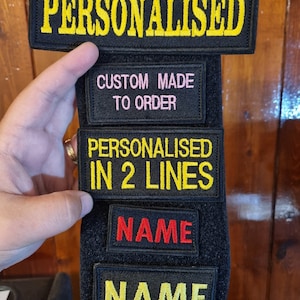 PERSONALISED
CUSTOM MADE
TO ORDER
PERSONALISED
IN 2 LINES
NAME
NAME